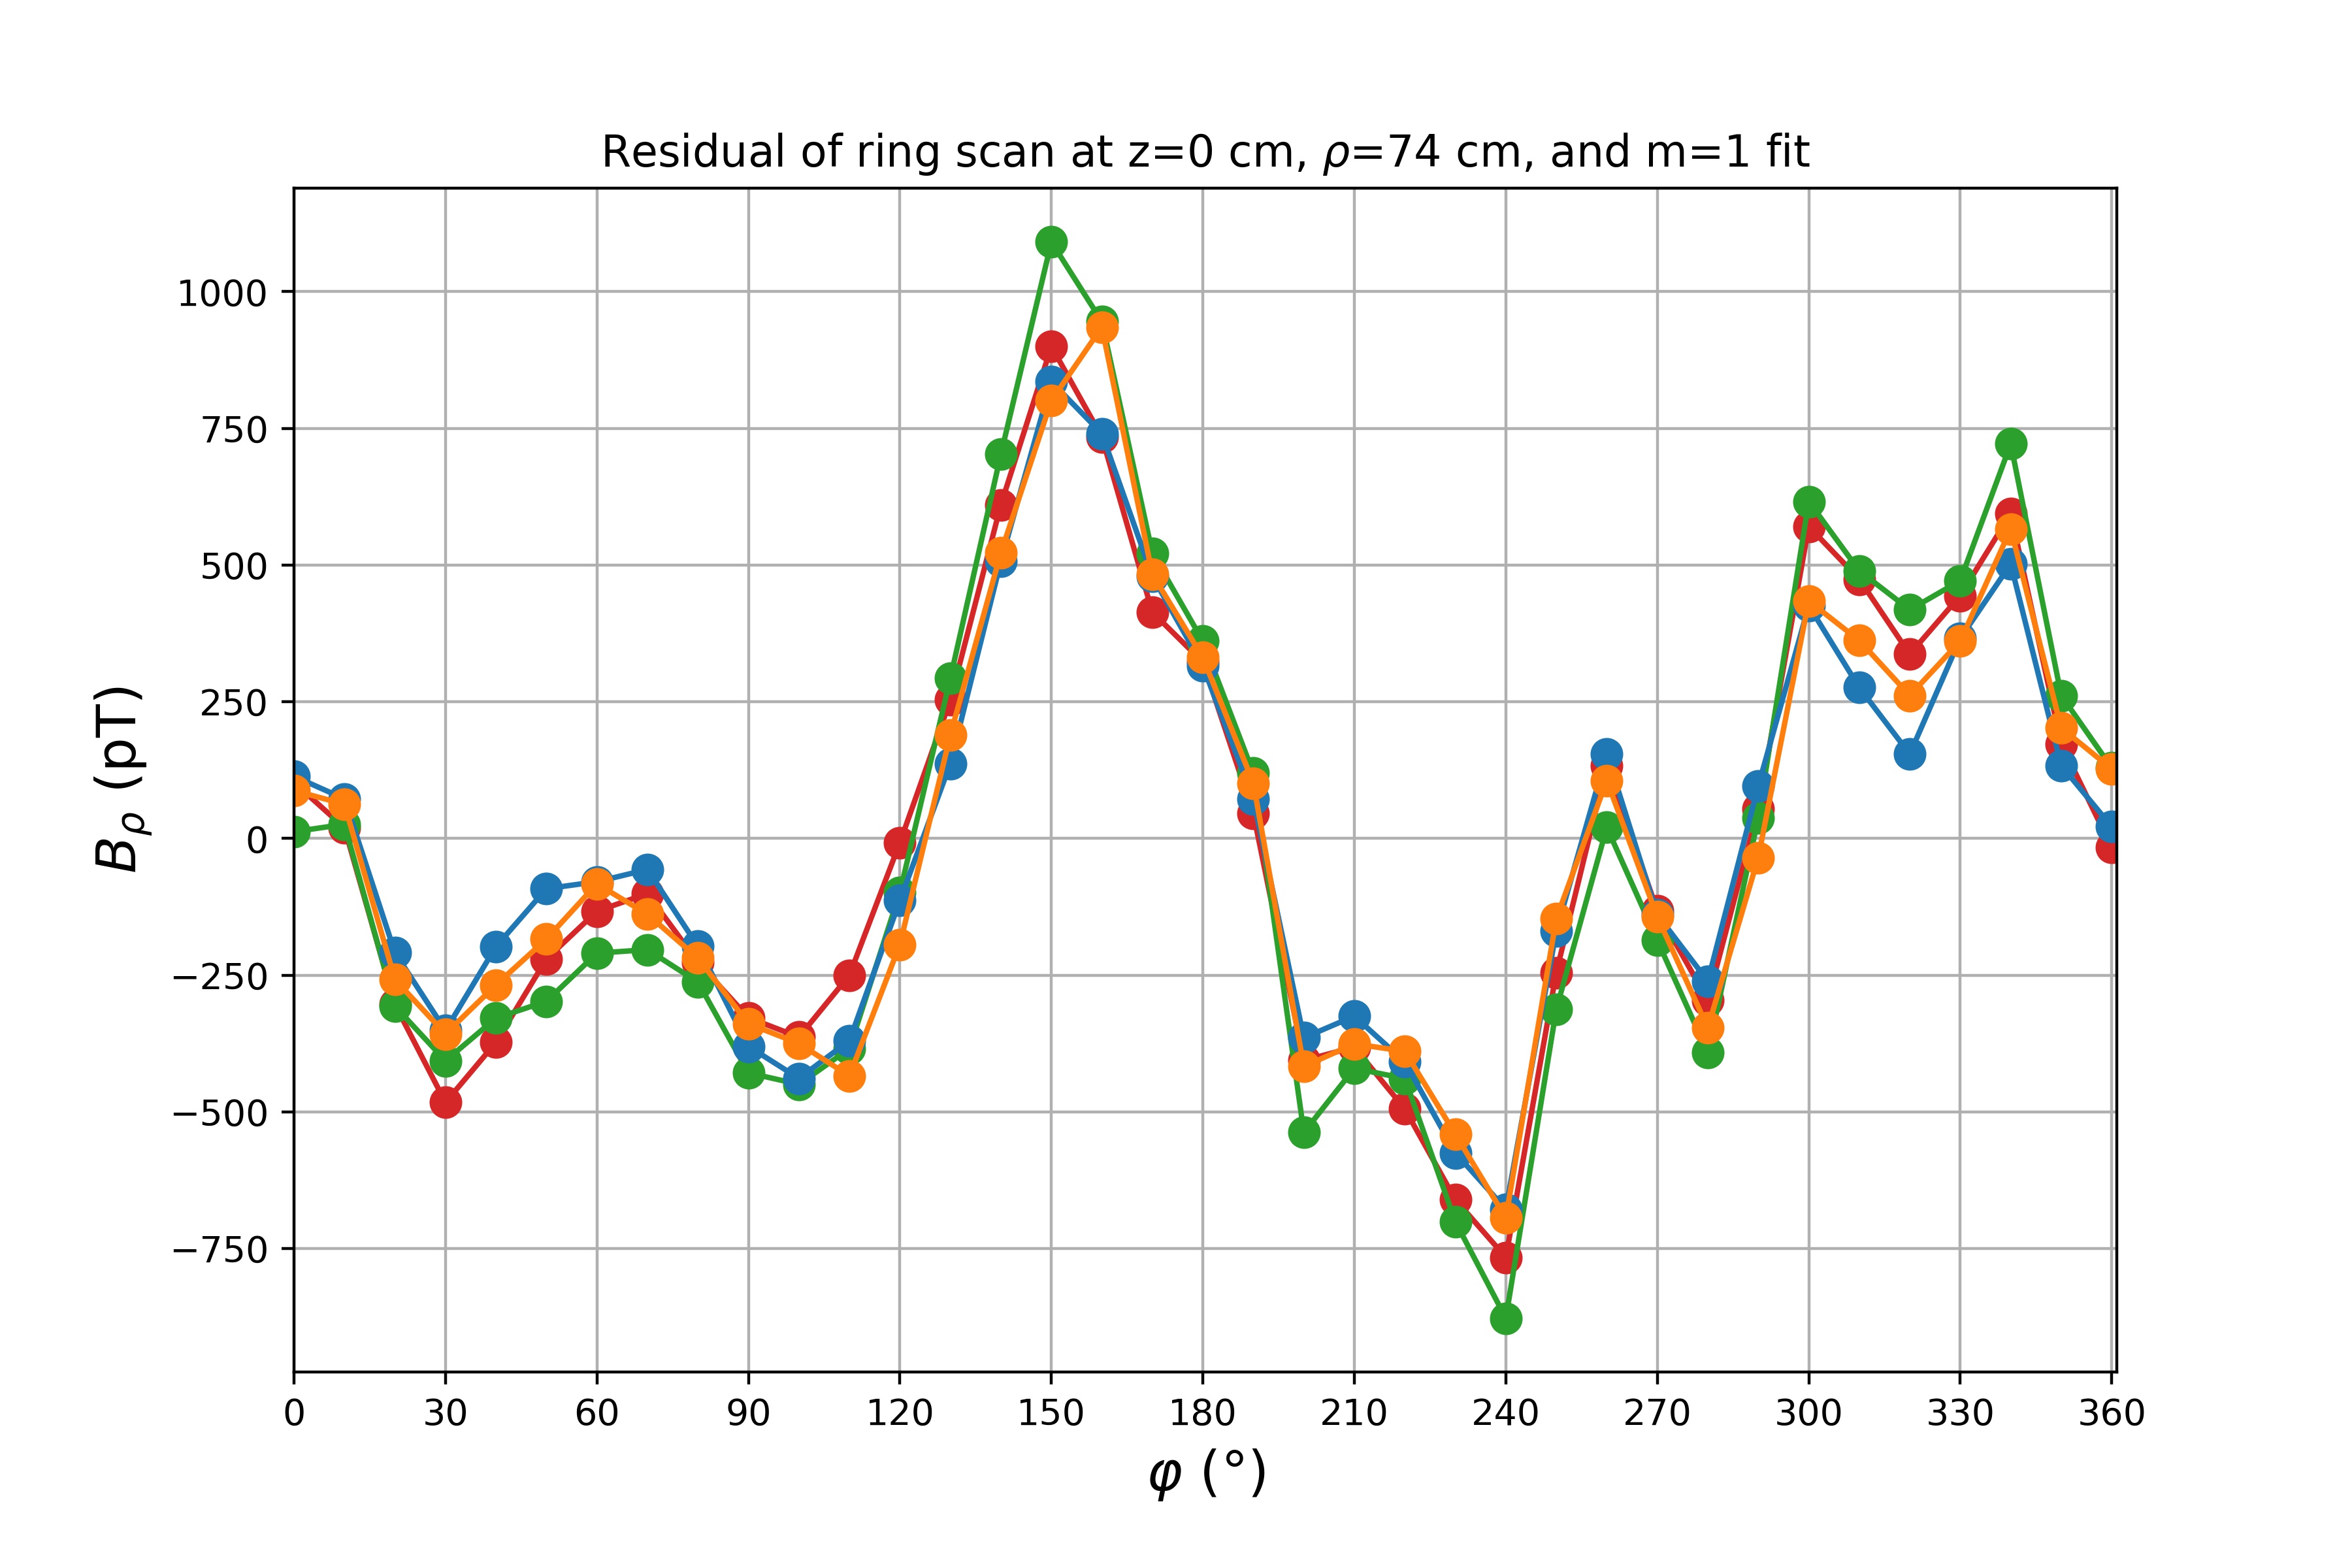 Residual of ring scan at z=0 cm, ρ=74 cm, and m=1 fit
1000
750
500
250
0
−250
−500
−750
Bρ (pT)
0 30 60 90 120 150 180 210 240 270 300 330 360
φ (°)